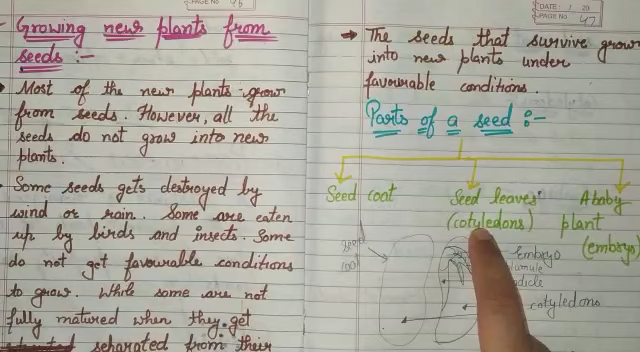 PAGE NO 46
Growing new plants from
seeds :-
Most of the new plants grow
from seeds. However, all the
seeds do not grow into new
plants.
Some seeds gets destroyed by
wind or rain. Some are eaten
up by birds and insects. Some
do not get favourable conditions
to grow. While some are not
fully matured when they get
separated from their
DATE: / / 20
PAGE NO 47
→ The seeds that survive grow
into new plants under
favourable conditions.
Parts of a seed :-
Seed coat
Seed leaves
(cotyledons)
A baby
plant
(embryo)
seed
coat
Embryo
plumule
radicle
cotyledons